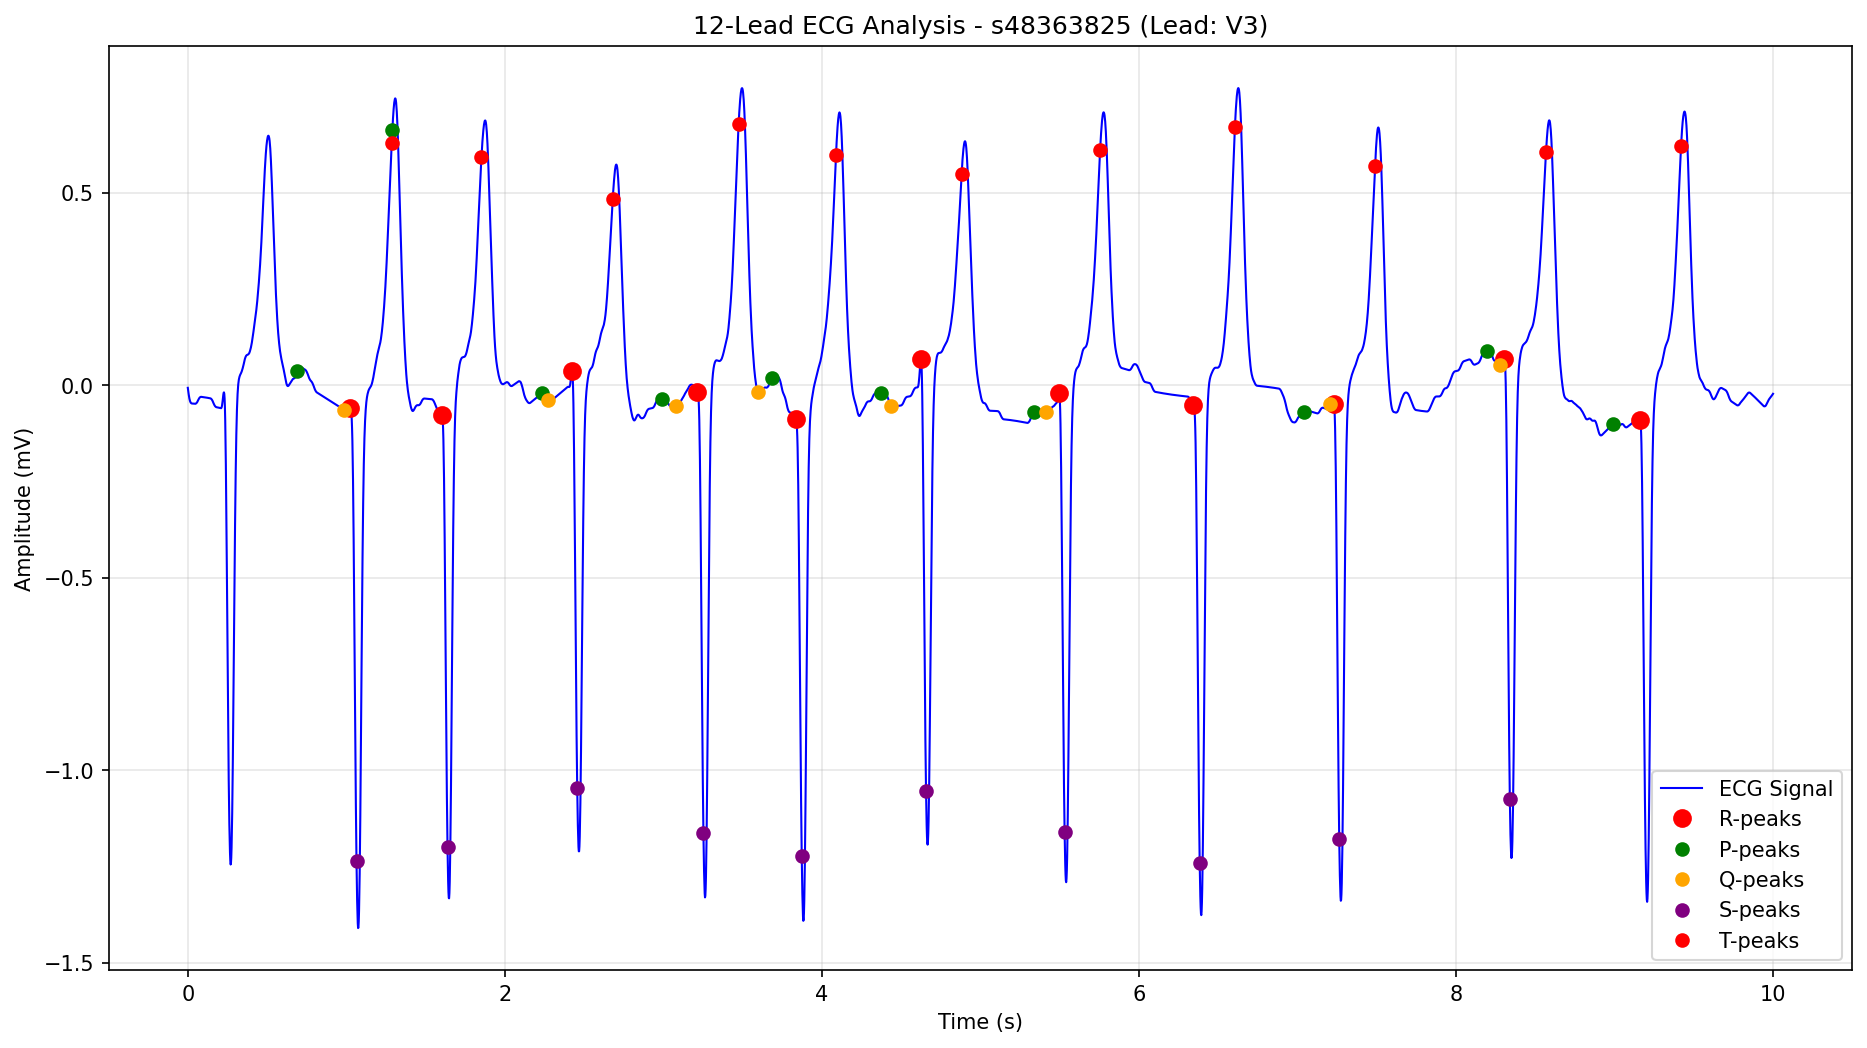 12-Lead ECG Analysis - s48363825 (Lead: V3)
Amplitude (mV)
0.5
0.0
−0.5
−1.0
−1.5
0
2
4
6
8
10
Time (s)
ECG Signal
R-peaks
P-peaks
Q-peaks
S-peaks
T-peaks